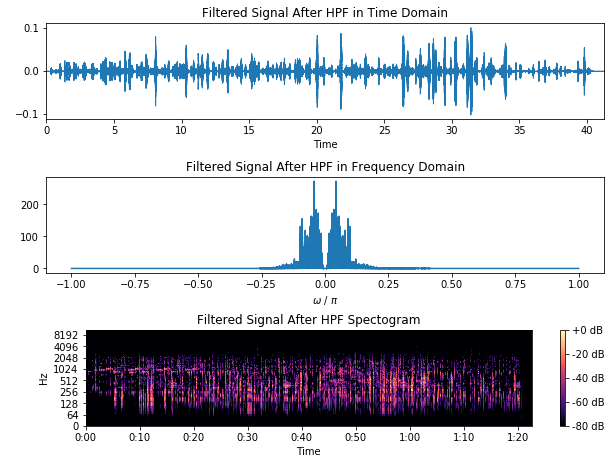 Filtered Signal After HPF in Time Domain
0.1
0.0
−0.1
0 5 10 15 20 25 30 35 40
Time
Filtered Signal After HPF in Frequency Domain
200
100
0
−1.00 −0.75 −0.50 −0.25 0.00 0.25 0.50 0.75 1.00
ω / π
Filtered Signal After HPF Spectogram
8192
4096
2048
1024
512
256
128
64
0
Hz
0:00 0:10 0:20 0:30 0:40 0:50 1:00 1:10 1:20
Time
+0 dB
-20 dB
-40 dB
-60 dB
-80 dB